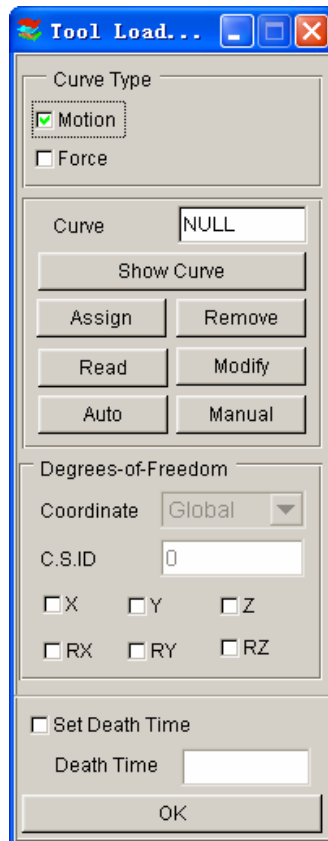 Tool Load...
Curve Type
Motion
Force
Curve NULL
Show Curve
Assign Remove
Read Modify
Auto Manual
Degrees-of-Freedom
Coordinate Global
C.S.ID 0
X Y Z
RX RY RZ
Set Death Time
Death Time
OK